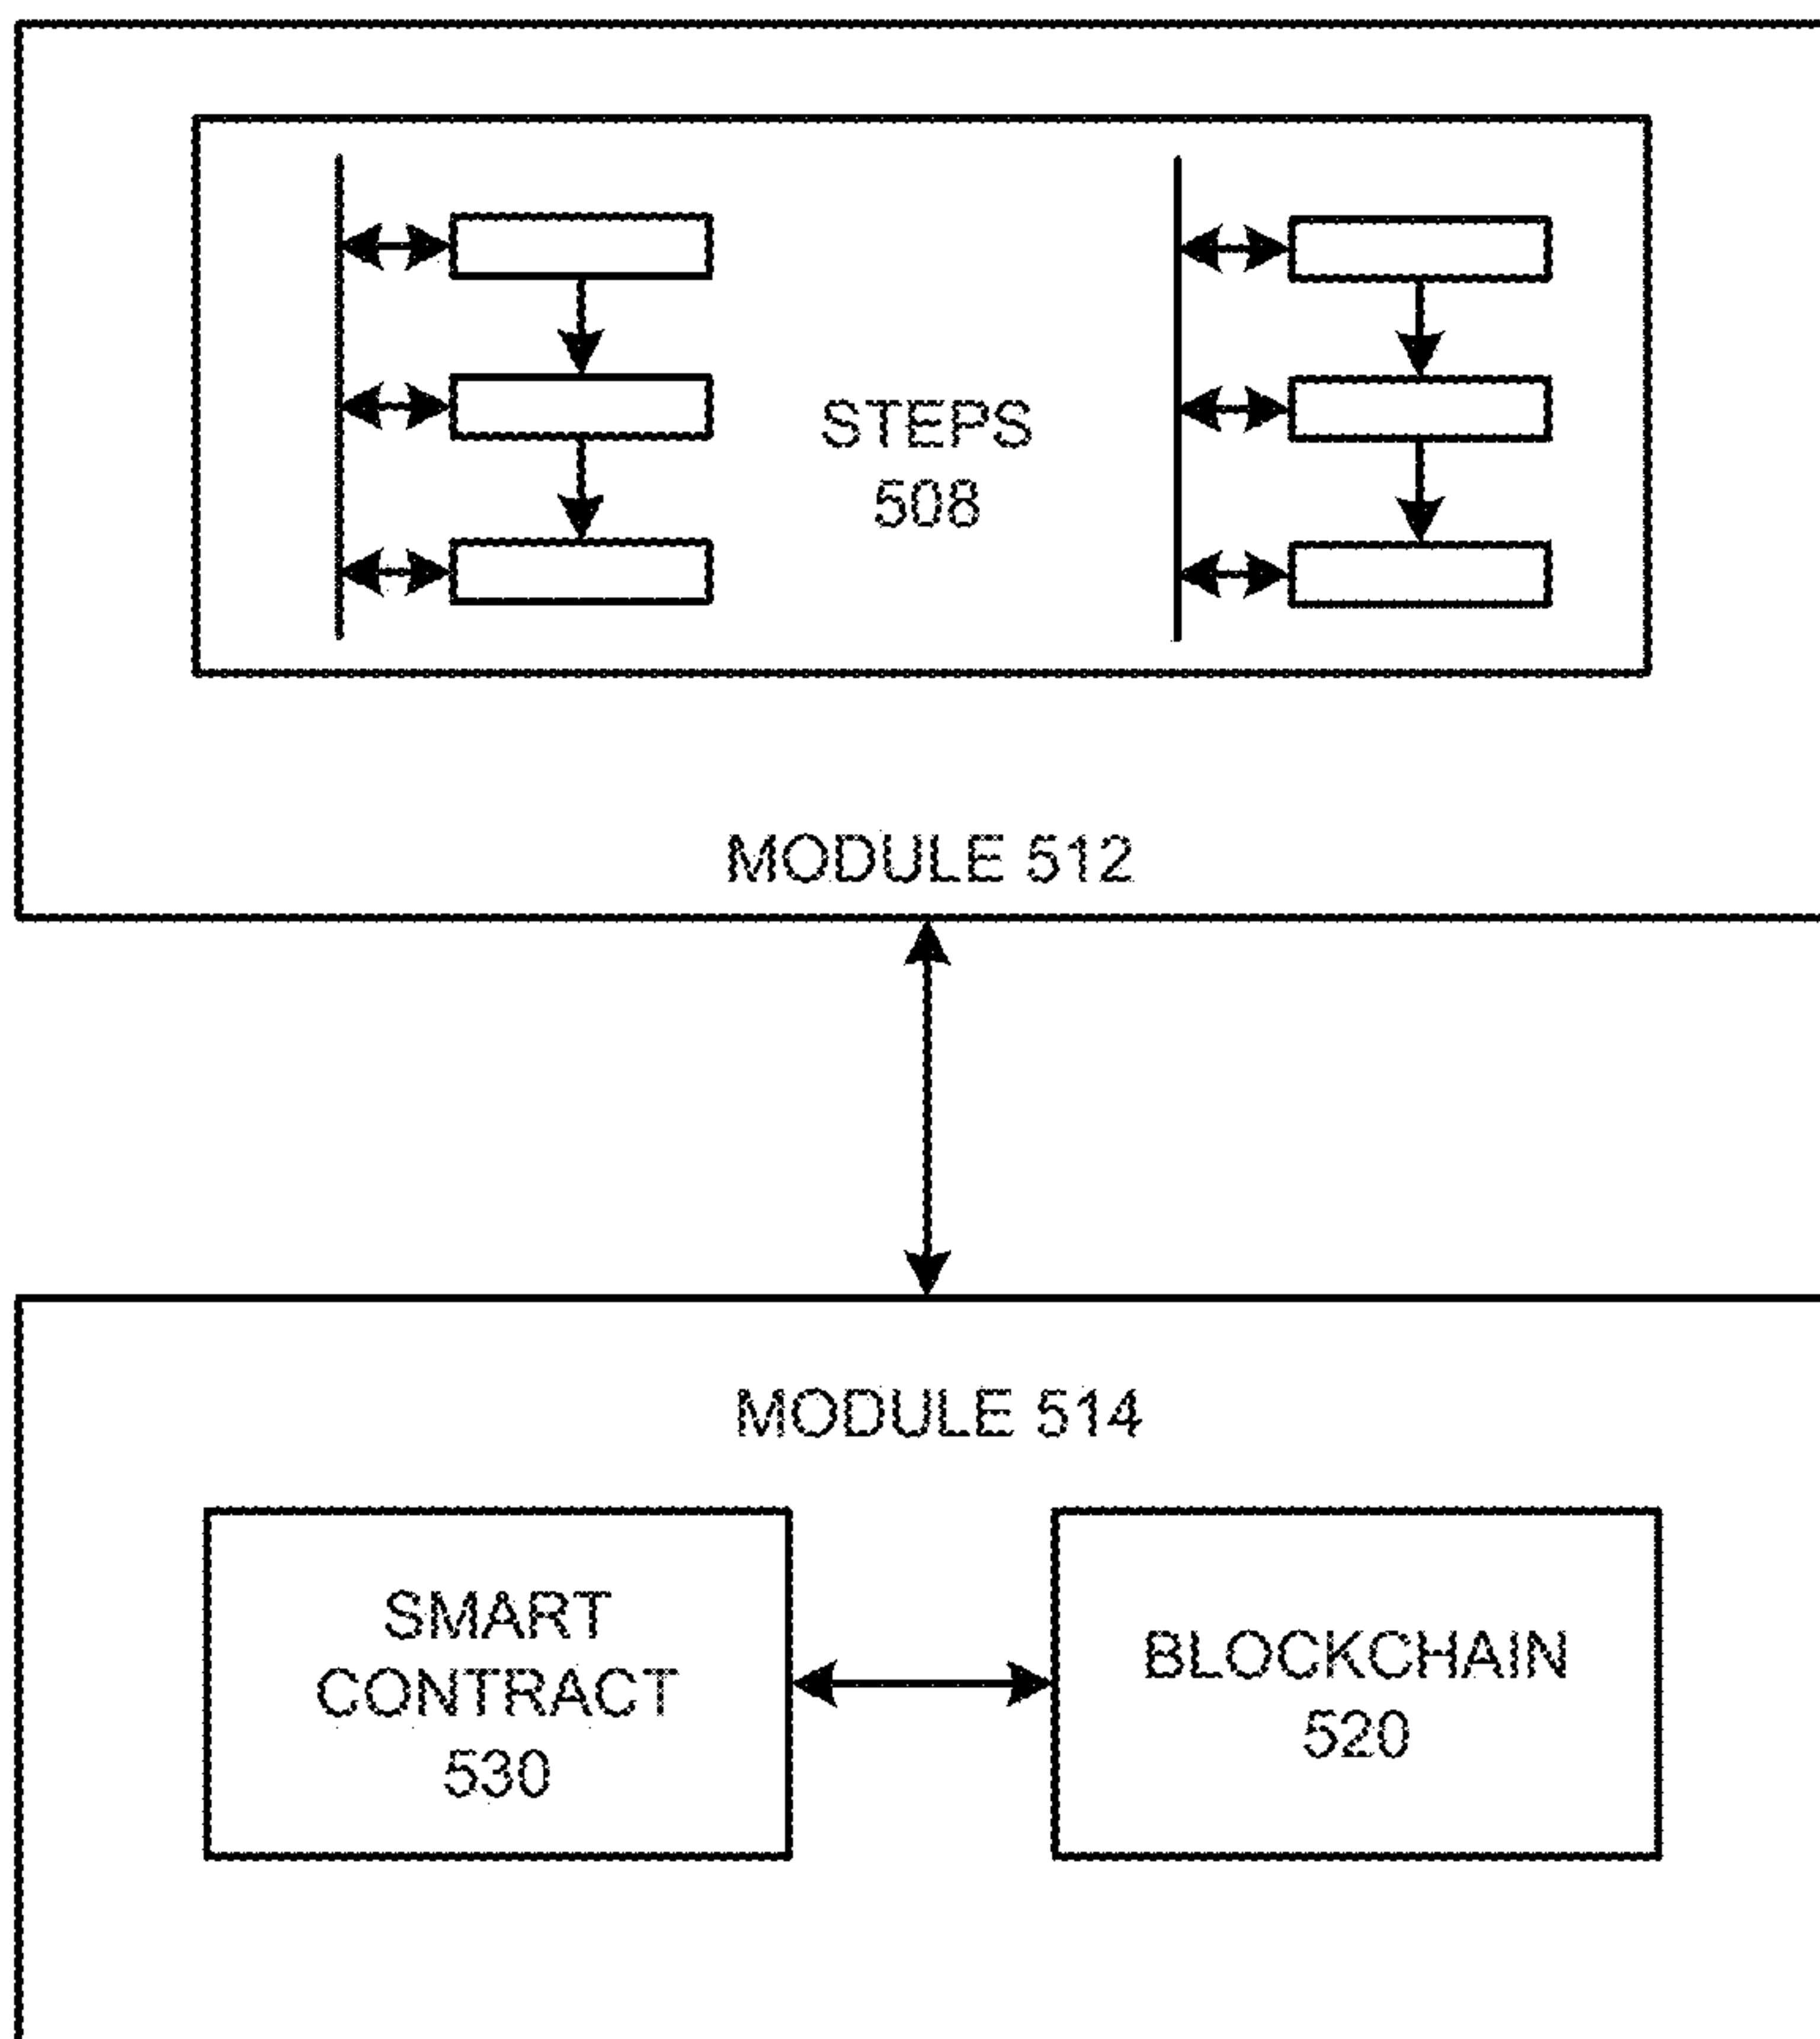 STEPS
508
MODULE 512
MODULE 514
SMART
CONTRACT
530
BLOCKCHAIN
520